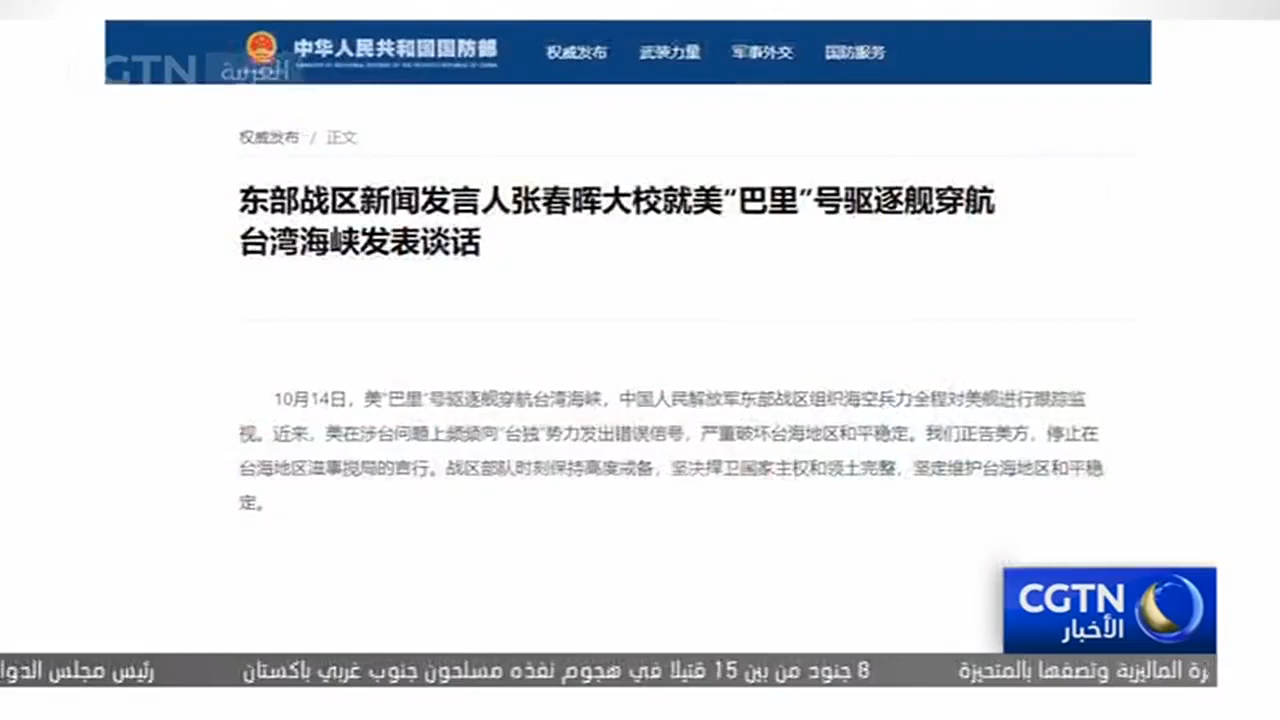 CGTN العربية
中华人民共和国国防部
权威发布 武装力量 军事外交 国防服务
权威发布 / 正文
东部战区新闻发言人张春晖大校就美“巴里”号驱逐舰穿航
台湾海峡发表谈话
10月14日，美“巴里”号驱逐舰穿航台湾海峡，中国人民解放军东部战区组织海空兵力全程对美舰进行跟踪监
视。近来，美在涉台问题上频频向“台独”势力发出错误信号，严重破坏台海地区和平稳定。我们正告美方，停止在
台海地区滋事搅局的言行。战区部队时刻保持高度戒备，坚决捍卫国家主权和领土完整，坚定维护台海地区和平稳
定。
CGTN
الأخبار
رة الماليزية وتصفها بالمتحيزة 8 جنود من بين 15 قتيلا في هجوم نفذه مسلحون جنوب غربي باكستان رئيس مجلس الدوا